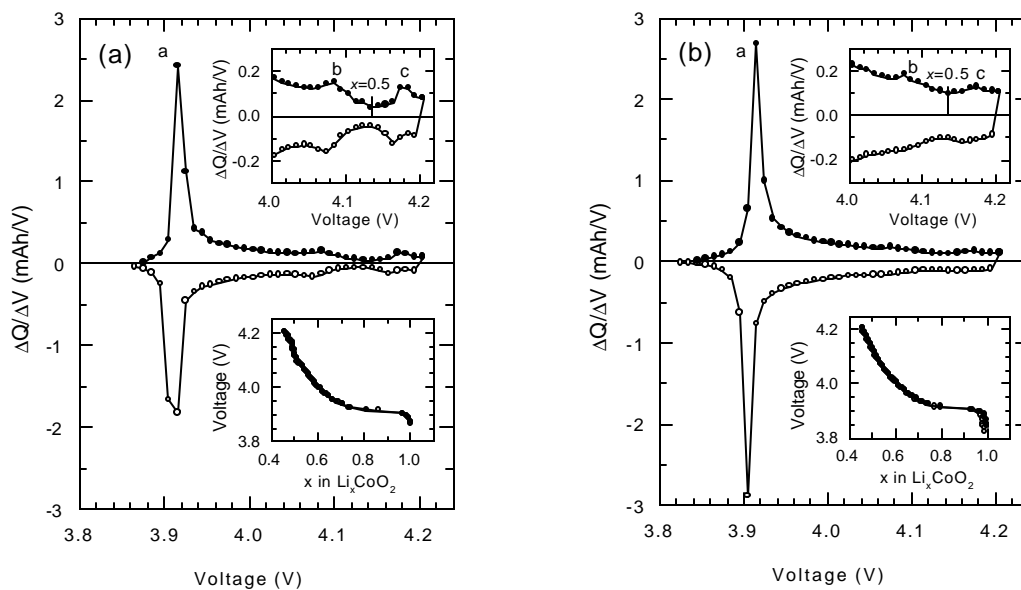 (a)
a
3
2
1
0
-1
-2
-3
ΔQ/ΔV (mAh/V)
3.8 3.9 4.0 4.1 4.2
Voltage (V)
0.2
0.0
-0.2
ΔQ/ΔV (mAh/V)
b
x=0.5
c
4.0 4.1 4.2
Voltage (V)
4.2
4.0
3.8
Voltage (V)
0.4 0.6 0.8 1.0
x in LiₓCoO₂
(b)
a
3
2
1
0
-1
-2
-3
ΔQ/ΔV (mAh/V)
3.8 3.9 4.0 4.1 4.2
Voltage (V)
0.2
0.0
-0.2
ΔQ/ΔV (mAh/V)
b
x=0.5
c
4.0 4.1 4.2
Voltage (V)
4.2
4.0
3.8
Voltage (V)
0.4 0.6 0.8 1.0
x in LiₓCoO₂